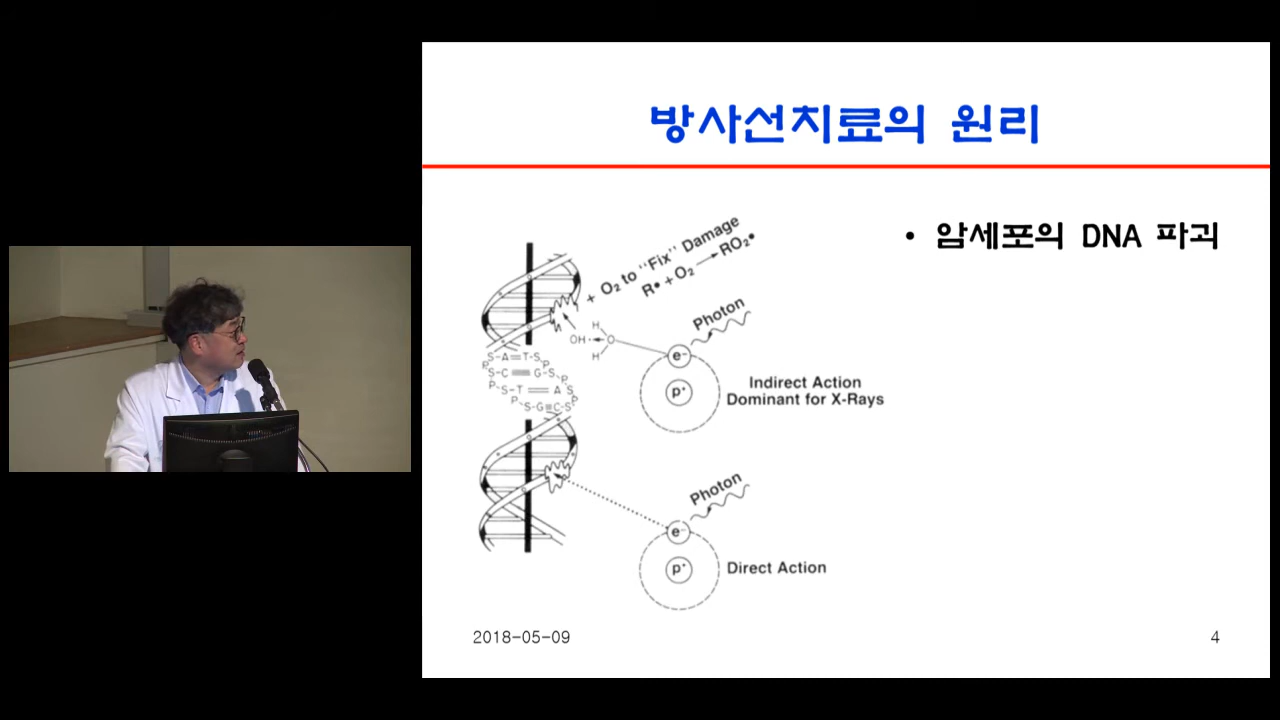 방사선치료의 원리
• 암세포의 DNA 파괴
+ O₂ to "Fix" Damage
R• + O₂ → RO₂•
Photon
H
OH· ← O
H
e⁻
p⁺
Indirect Action
Dominant for X-Rays
S-A=T-S
P P
S-C≡G-S
P P
S-T=A S
P P
S-G≡C-S
Photon
e⁻
p⁺
Direct Action
2018-05-09
4